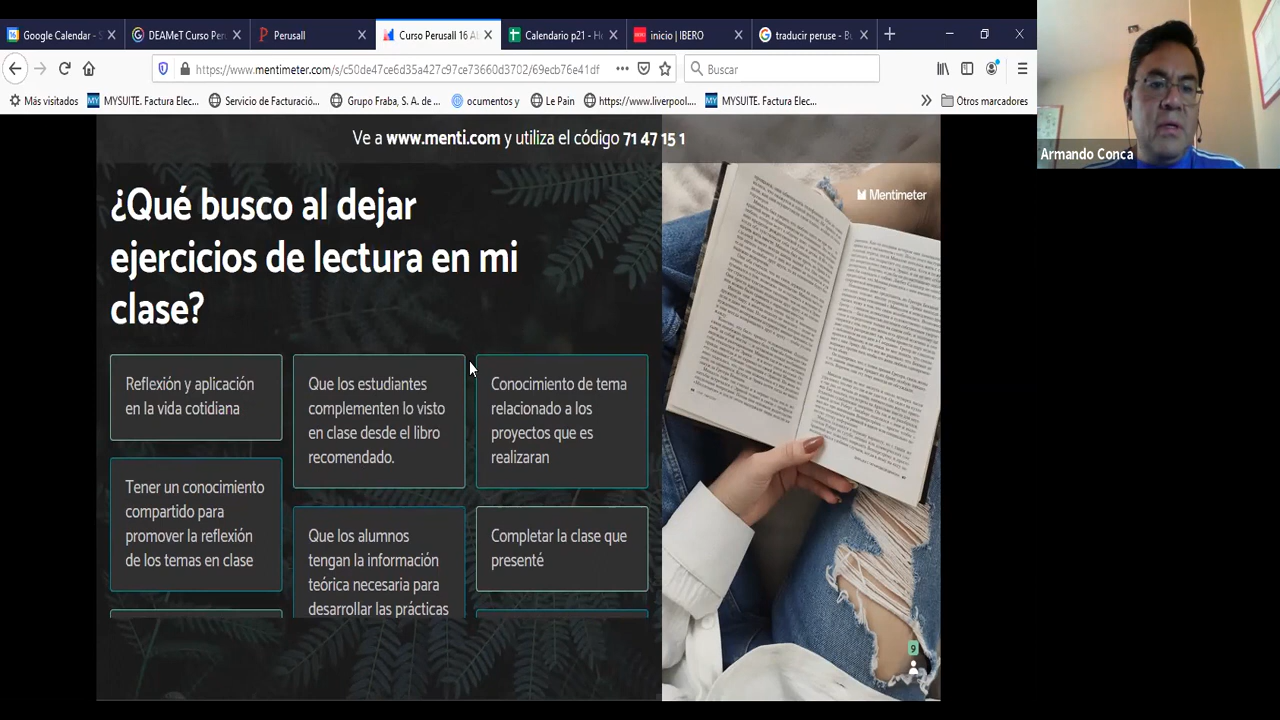 Google Calendar - S
DEAMeT Curso Per
Perusall
Curso Perusall 16 A
Calendario p21 - Ho
inicio | IBERO
traducir peruse - Bu
https://www.mentimeter.com/s/c50de47ce6d35a427c97ce73660d3702/69ecb76e41df
Buscar
Más visitados
MYSUITE. Factura Elec...
Servicio de Facturació...
Grupo Fraba, S. A. de ...
ocumentos y
Le Pain
https://www.liverpool....
MYSUITE. Factura Elec...
Otros marcadores
Armando Conca
Ve a www.menti.com y utiliza el código 71 47 15 1
Mentimeter
¿Qué busco al dejar
ejercicios de lectura en mi
clase?
Reflexión y aplicación
en la vida cotidiana
Que los estudiantes
complementen lo visto
en clase desde el libro
recomendado.
Conocimiento de tema
relacionado a los
proyectos que es
realizaran
Tener un conocimiento
compartido para
promover la reflexión
de los temas en clase
Que los alumnos
tengan la información
teórica necesaria para
desarrollar las prácticas
Completar la clase que
presenté
9